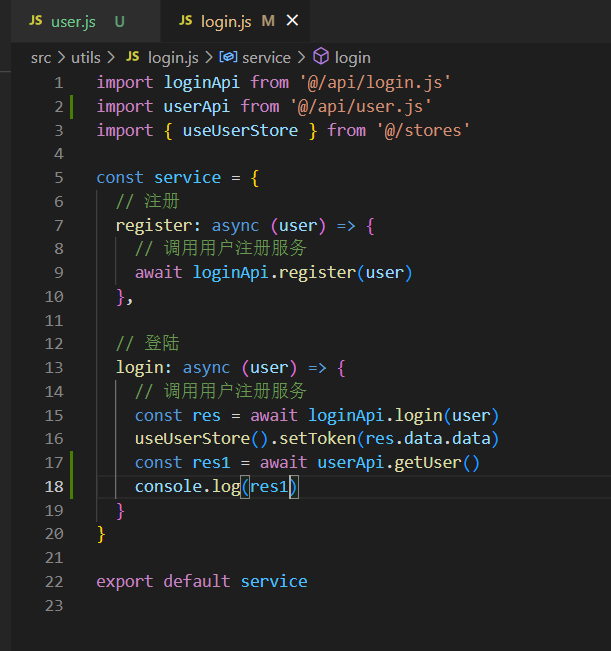 JS user.js U JS login.js M ×
src > utils > JS login.js > service > login
1 import loginApi from '@/api/login.js'
2 import userApi from '@/api/user.js'
3 import { useUserStore } from '@/stores'
4
5 const service = {
6 // 注册
7 register: async (user) => {
8 // 调用用户注册服务
9 await loginApi.register(user)
10 },
11
12 // 登陆
13 login: async (user) => {
14 // 调用用户注册服务
15 const res = await loginApi.login(user)
16 useUserStore().setToken(res.data.data)
17 const res1 = await userApi.getUser()
18 console.log(res1)
19 }
20 }
21
22 export default service
23